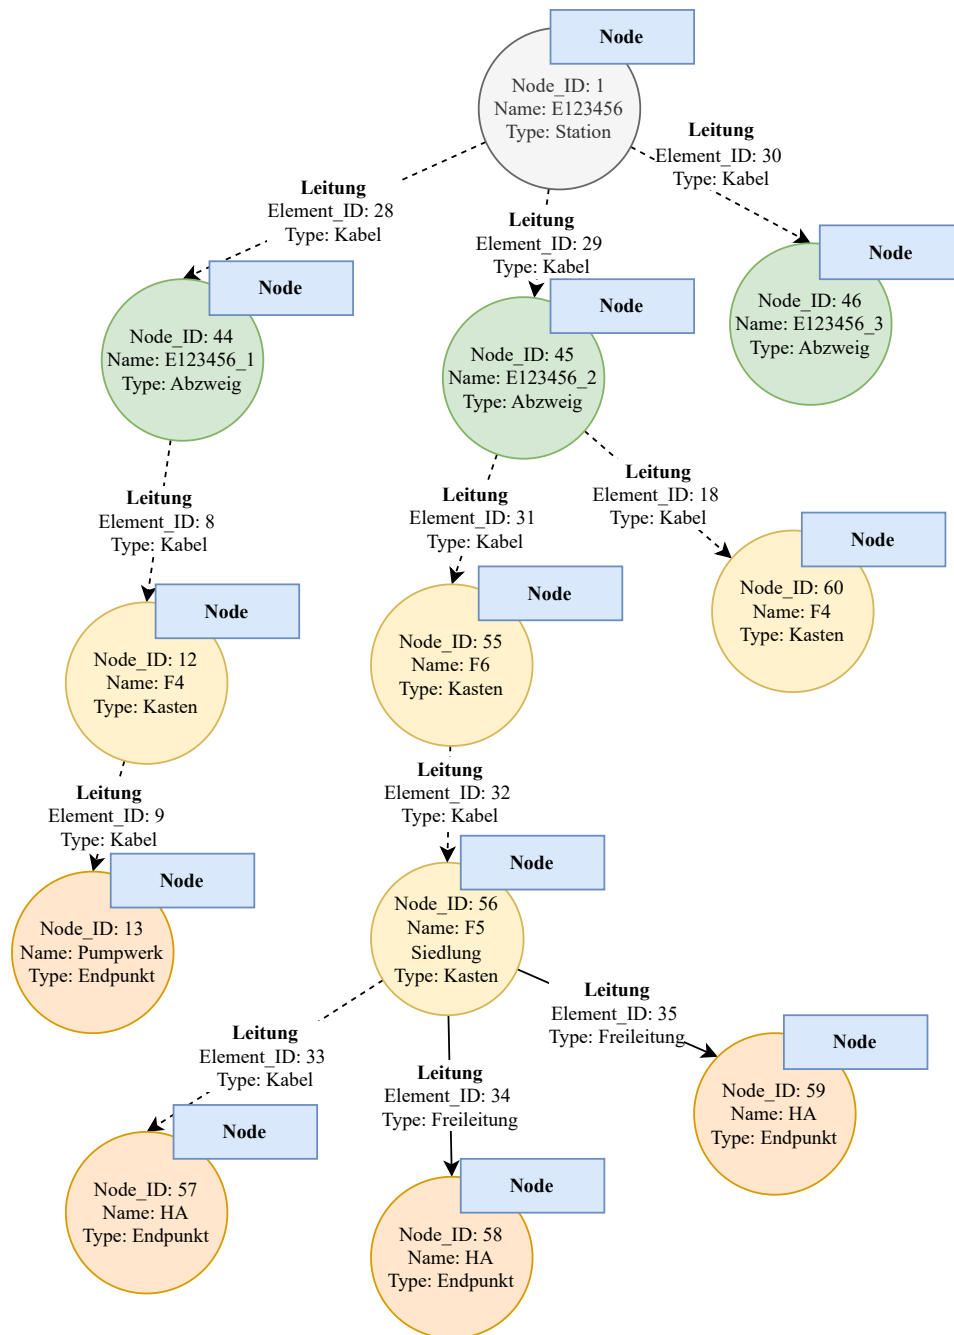 Node
Node_ID: 1
Name: E123456
Type: Station
Leitung
Element_ID: 30
Type: Kabel
Leitung
Element_ID: 28
Type: Kabel
Leitung
Element_ID: 29
Type: Kabel
Node
Node_ID: 44
Name: E123456_1
Type: Abzweig
Node
Node_ID: 45
Name: E123456_2
Type: Abzweig
Node
Node_ID: 46
Name: E123456_3
Type: Abzweig
Leitung
Element_ID: 8
Type: Kabel
Leitung
Element_ID: 31
Type: Kabel
Leitung
Element_ID: 18
Type: Kabel
Node
Node_ID: 12
Name: F4
Type: Kasten
Node
Node_ID: 55
Name: F6
Type: Kasten
Node
Node_ID: 60
Name: F4
Type: Kasten
Leitung
Element_ID: 9
Type: Kabel
Leitung
Element_ID: 32
Type: Kabel
Node
Node_ID: 13
Name: Pumpwerk
Type: Endpunkt
Node
Node_ID: 56
Name: F5
Siedlung
Type: Kasten
Leitung
Element_ID: 33
Type: Kabel
Leitung
Element_ID: 34
Type: Freileitung
Leitung
Element_ID: 35
Type: Freileitung
Node
Node_ID: 57
Name: HA
Type: Endpunkt
Node
Node_ID: 58
Name: HA
Type: Endpunkt
Node
Node_ID: 59
Name: HA
Type: Endpunkt